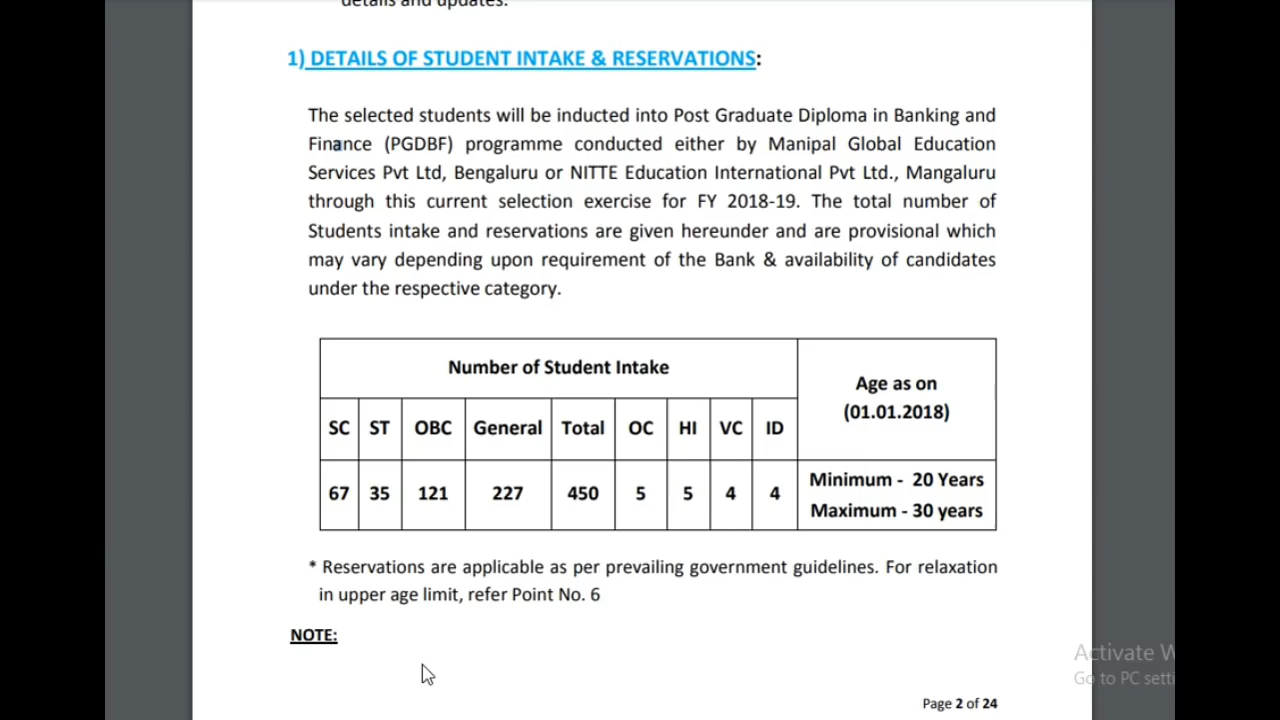 details and updates.
1) DETAILS OF STUDENT INTAKE & RESERVATIONS:
The selected students will be inducted into Post Graduate Diploma in Banking and
Finance (PGDBF) programme conducted either by Manipal Global Education
Services Pvt Ltd, Bengaluru or NITTE Education International Pvt Ltd., Mangaluru
through this current selection exercise for FY 2018-19. The total number of
Students intake and reservations are given hereunder and are provisional which
may vary depending upon requirement of the Bank & availability of candidates
under the respective category.
Number of Student Intake
Age as on
(01.01.2018)
SC ST OBC General Total OC HI VC ID
67 35 121 227 450 5 5 4 4
Minimum - 20 Years
Maximum - 30 years
* Reservations are applicable as per prevailing government guidelines. For relaxation
in upper age limit, refer Point No. 6
NOTE:
Activate W
Go to PC setti
Page 2 of 24